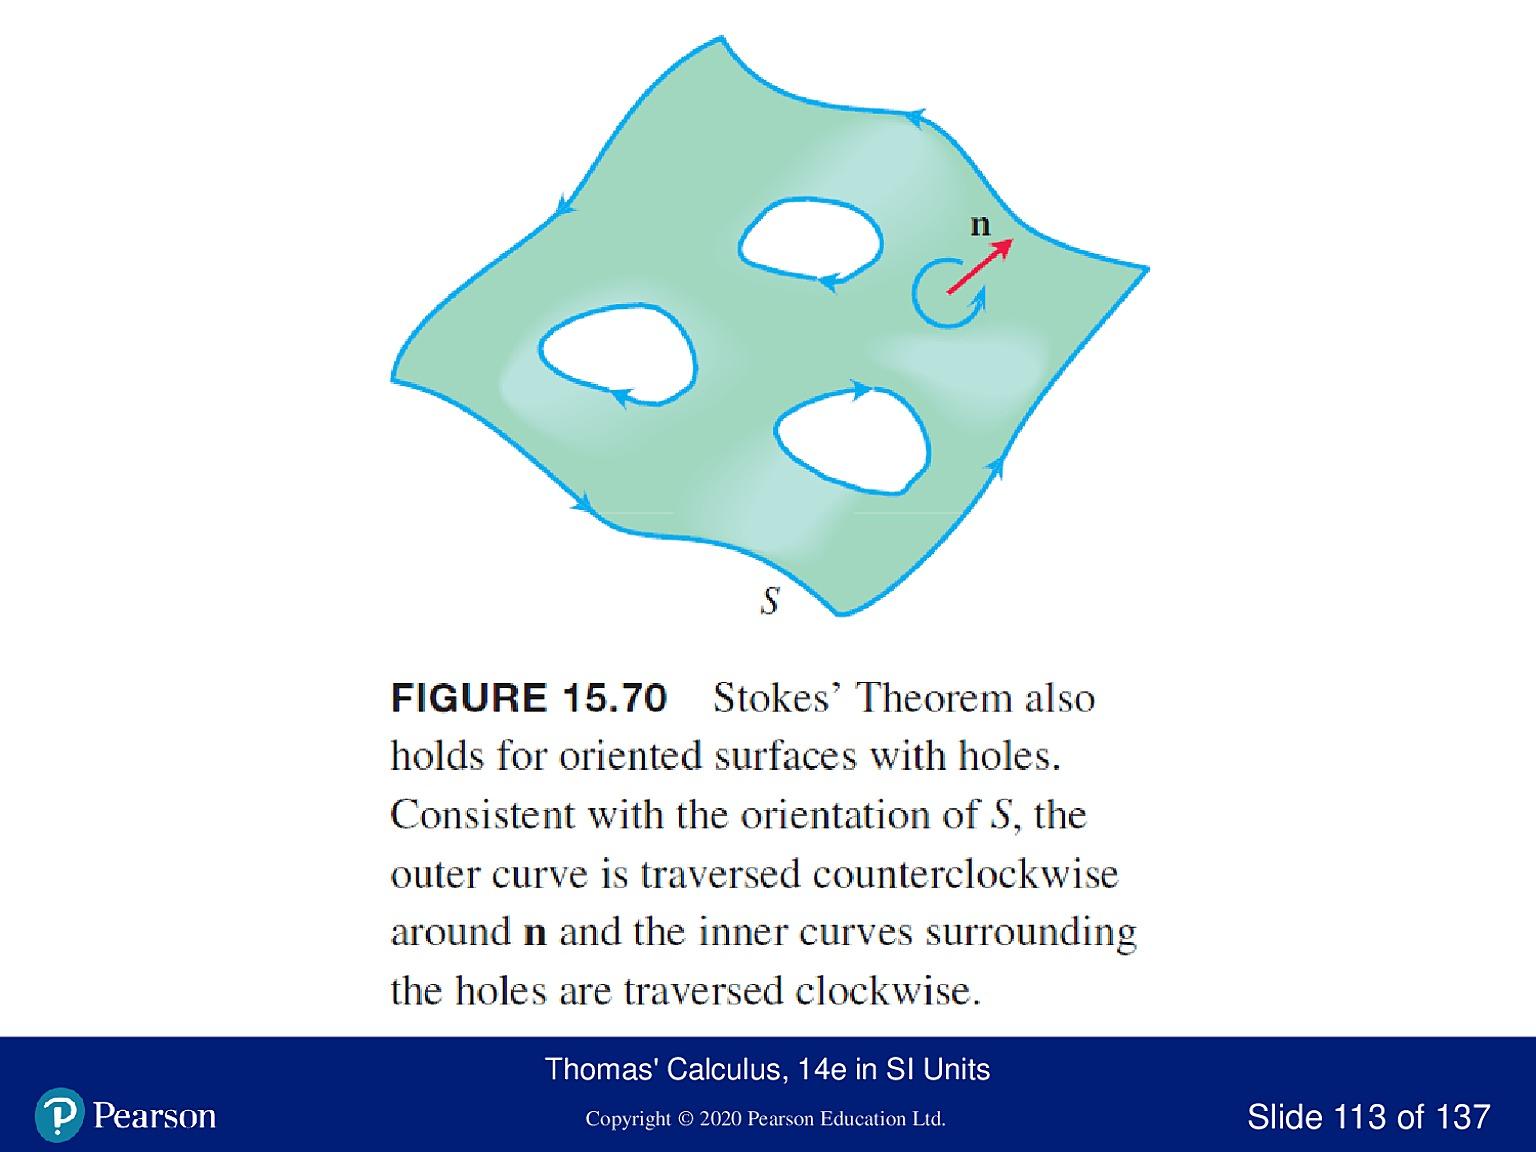 n
S
FIGURE 15.70 Stokes’ Theorem also
holds for oriented surfaces with holes.
Consistent with the orientation of S, the
outer curve is traversed counterclockwise
around n and the inner curves surrounding
the holes are traversed clockwise.
Thomas' Calculus, 14e in SI Units
Pearson
Copyright © 2020 Pearson Education Ltd.
Slide 113 of 137